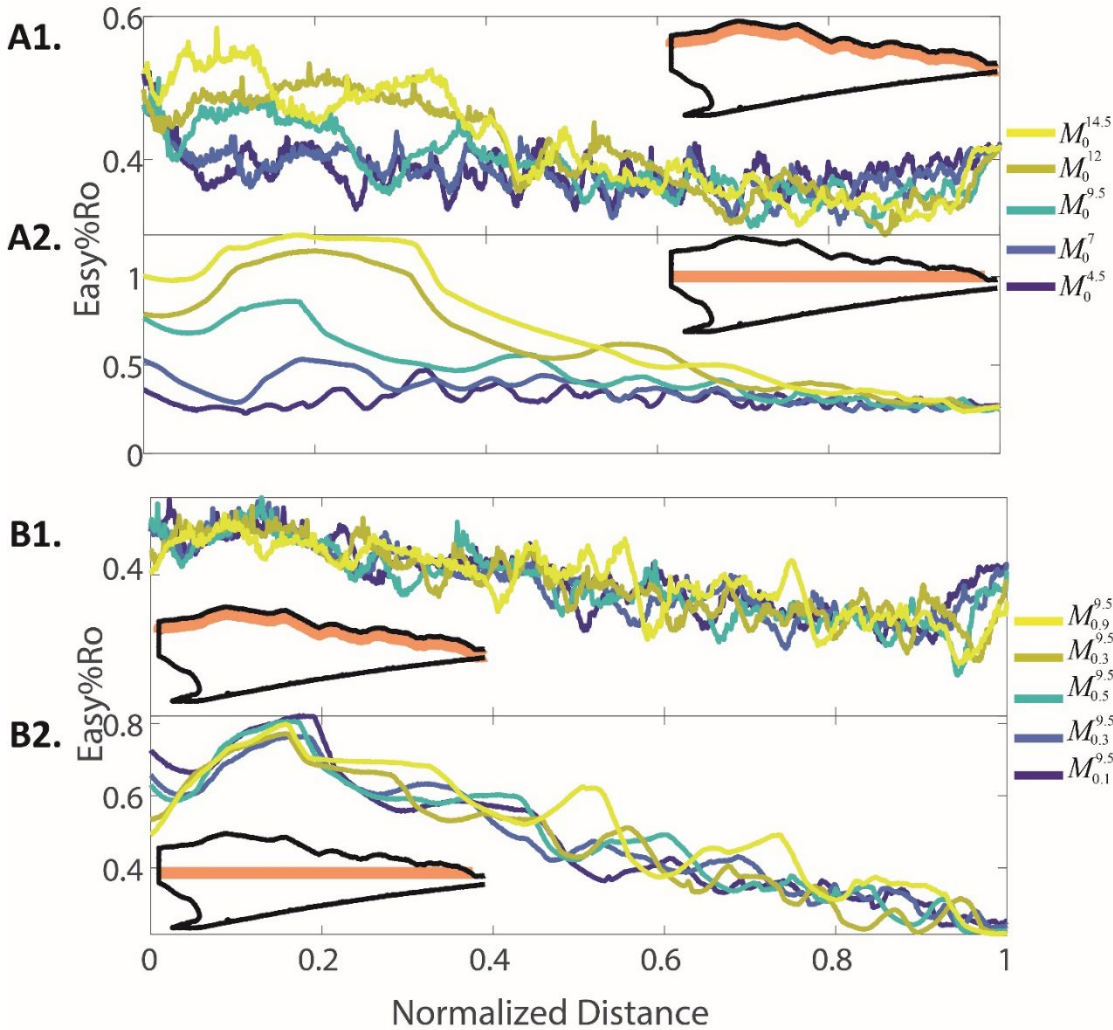 A1.
0.6
0.4
Easy%Ro
A2.
1
0.5
0
M_0^14.5
M_0^12
M_0^9.5
M_0^7
M_0^4.5
B1.
0.4
Easy%Ro
B2.
0.8
0.6
0.4
M_0.9^9.5
M_0.3^9.5
M_0.5^9.5
M_0.3^9.5
M_0.1^9.5
0 0.2 0.4 0.6 0.8 1
Normalized Distance